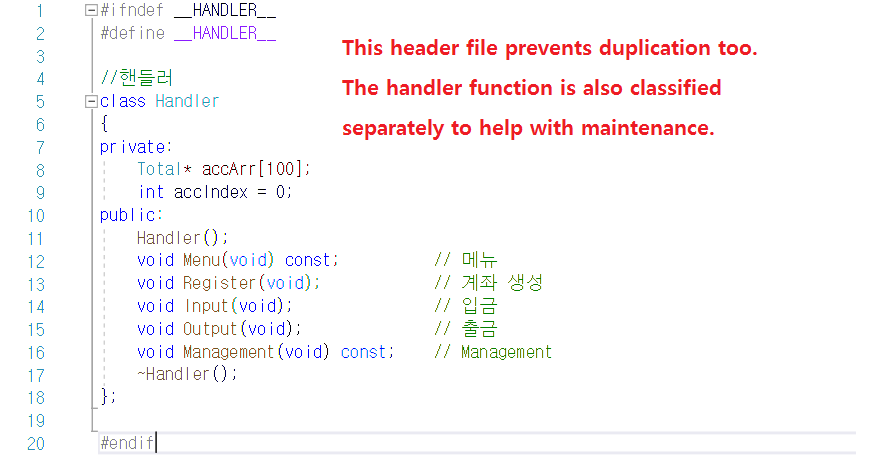 1 #ifndef __HANDLER__
2 #define __HANDLER__
3
4 //핸들러
5 class Handler
6 {
7 private:
8 Total* accArr[100];
9 int accIndex = 0;
10 public:
11 Handler();
12 void Menu(void) const; // 메뉴
13 void Register(void); // 계좌 생성
14 void Input(void); // 입금
15 void Output(void); // 출금
16 void Management(void) const; // Management
17 ~Handler();
18 };
19
20 #endif
This header file prevents duplication too.
The handler function is also classified
separately to help with maintenance.